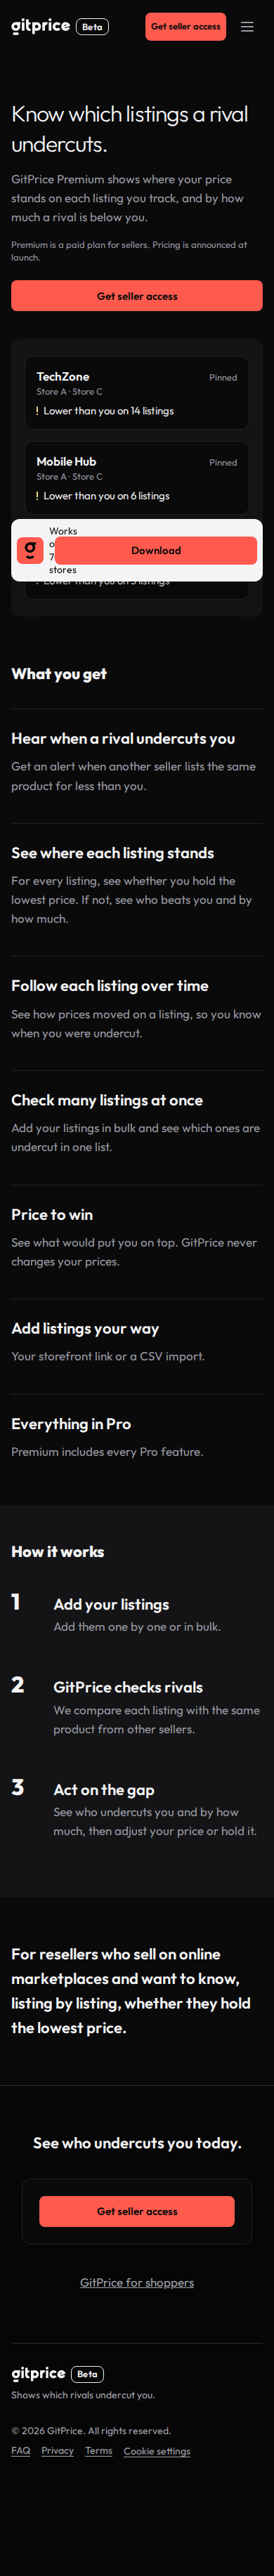 gitprice Beta Get seller access
Know which listings a rival
undercuts.
GitPrice Premium shows where your price
stands on each listing you track, and by how
much a rival is below you.
Premium is a paid plan for sellers. Pricing is announced at
launch.
Get seller access
TechZone Pinned
Store A · Store C
! Lower than you on 14 listings
Mobile Hub Pinned
Store A · Store C
! Lower than you on 6 listings
Works
Download
stores
What you get
Hear when a rival undercuts you
Get an alert when another seller lists the same
product for less than you.
See where each listing stands
For every listing, see whether you hold the
lowest price. If not, see who beats you and by
how much.
Follow each listing over time
See how prices moved on a listing, so you know
when you were undercut.
Check many listings at once
Add your listings in bulk and see which ones are
undercut in one list.
Price to win
See what would put you on top. GitPrice never
changes your prices.
Add listings your way
Your storefront link or a CSV import.
Everything in Pro
Premium includes every Pro feature.
How it works
1 Add your listings
Add them one by one or in bulk.
2 GitPrice checks rivals
We compare each listing with the same
product from other sellers.
3 Act on the gap
See who undercuts you and by how
much, then adjust your price or hold it.
For resellers who sell on online
marketplaces and want to know,
listing by listing, whether they hold
the lowest price.
See who undercuts you today.
Get seller access
GitPrice for shoppers
gitprice Beta
Shows which rivals undercut you.
© 2026 GitPrice. All rights reserved.
FAQ Privacy Terms Cookie settings